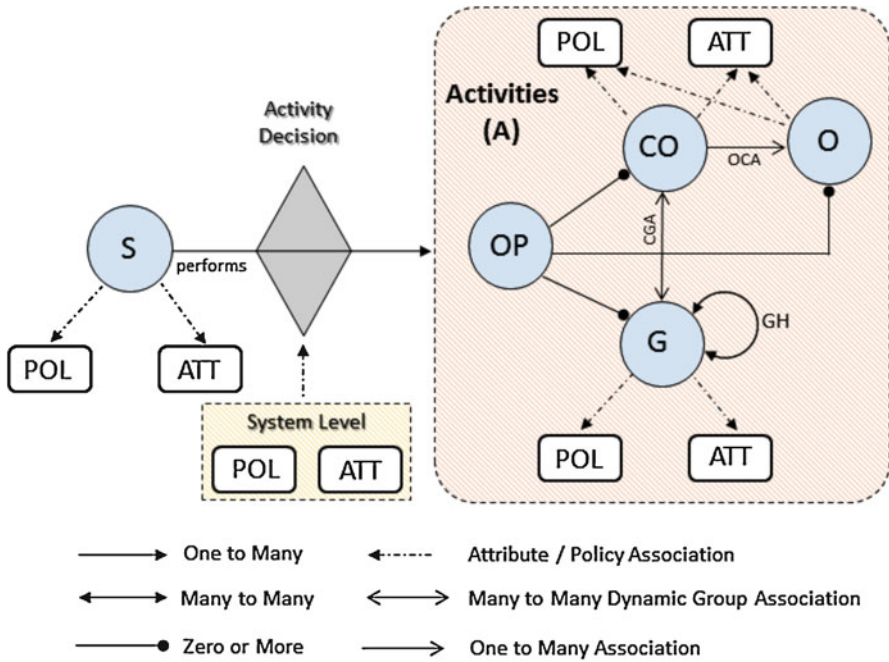 POL
ATT
Activities
(A)
Activity
Decision
CO
O
OCA
S
performs
OP
CGA
G
GH
POL
ATT
System Level
POL
ATT
POL
ATT
One to Many
Attribute / Policy Association
Many to Many
Many to Many Dynamic Group Association
Zero or More
One to Many Association